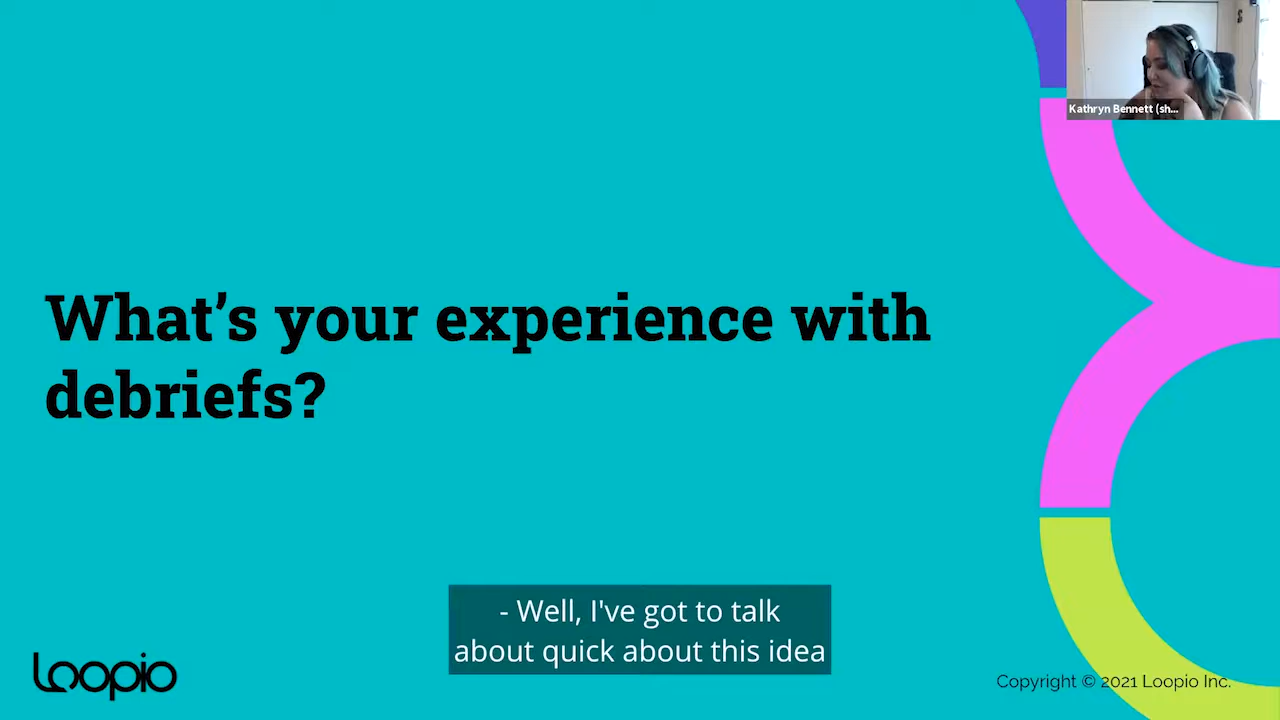 Kathryn Bennett (sh...
What's your experience with
debriefs?
- Well, I've got to talk
about quick about this idea
Loopio
Copyright © 2021 Loopio Inc.